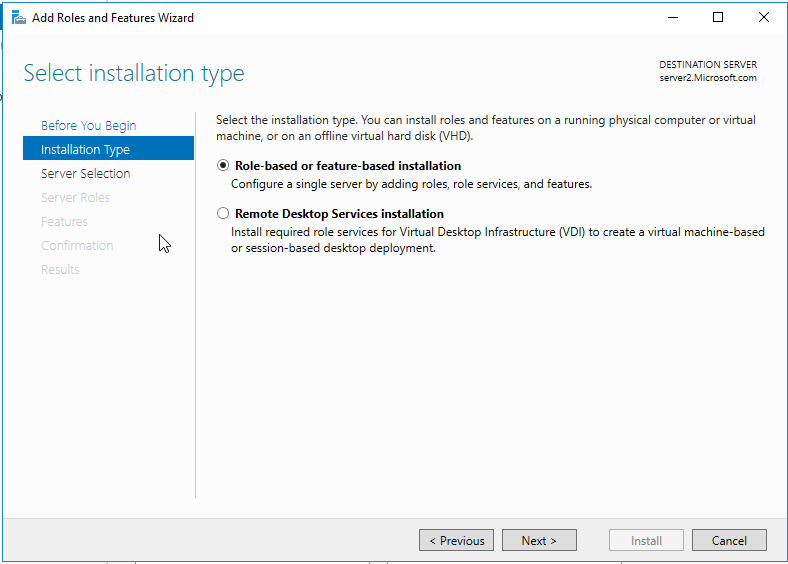 Add Roles and Features Wizard
Select installation type
DESTINATION SERVER
server2.Microsoft.com
Before You Begin
Installation Type
Server Selection
Server Roles
Features
Confirmation
Results
Select the installation type. You can install roles and features on a running physical computer or virtual
machine, or on an offline virtual hard disk (VHD).
Role-based or feature-based installation
Configure a single server by adding roles, role services, and features.
Remote Desktop Services installation
Install required role services for Virtual Desktop Infrastructure (VDI) to create a virtual machine-based
or session-based desktop deployment.
< Previous
Next >
Install
Cancel